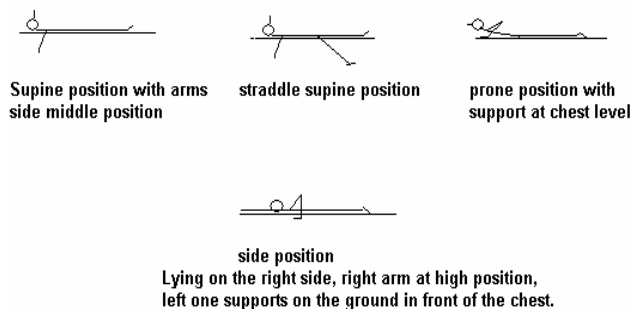 Supine position with arms
side middle position
straddle supine position
prone position with
support at chest level
side position
Lying on the right side, right arm at high position,
left one supports on the ground in front of the chest.